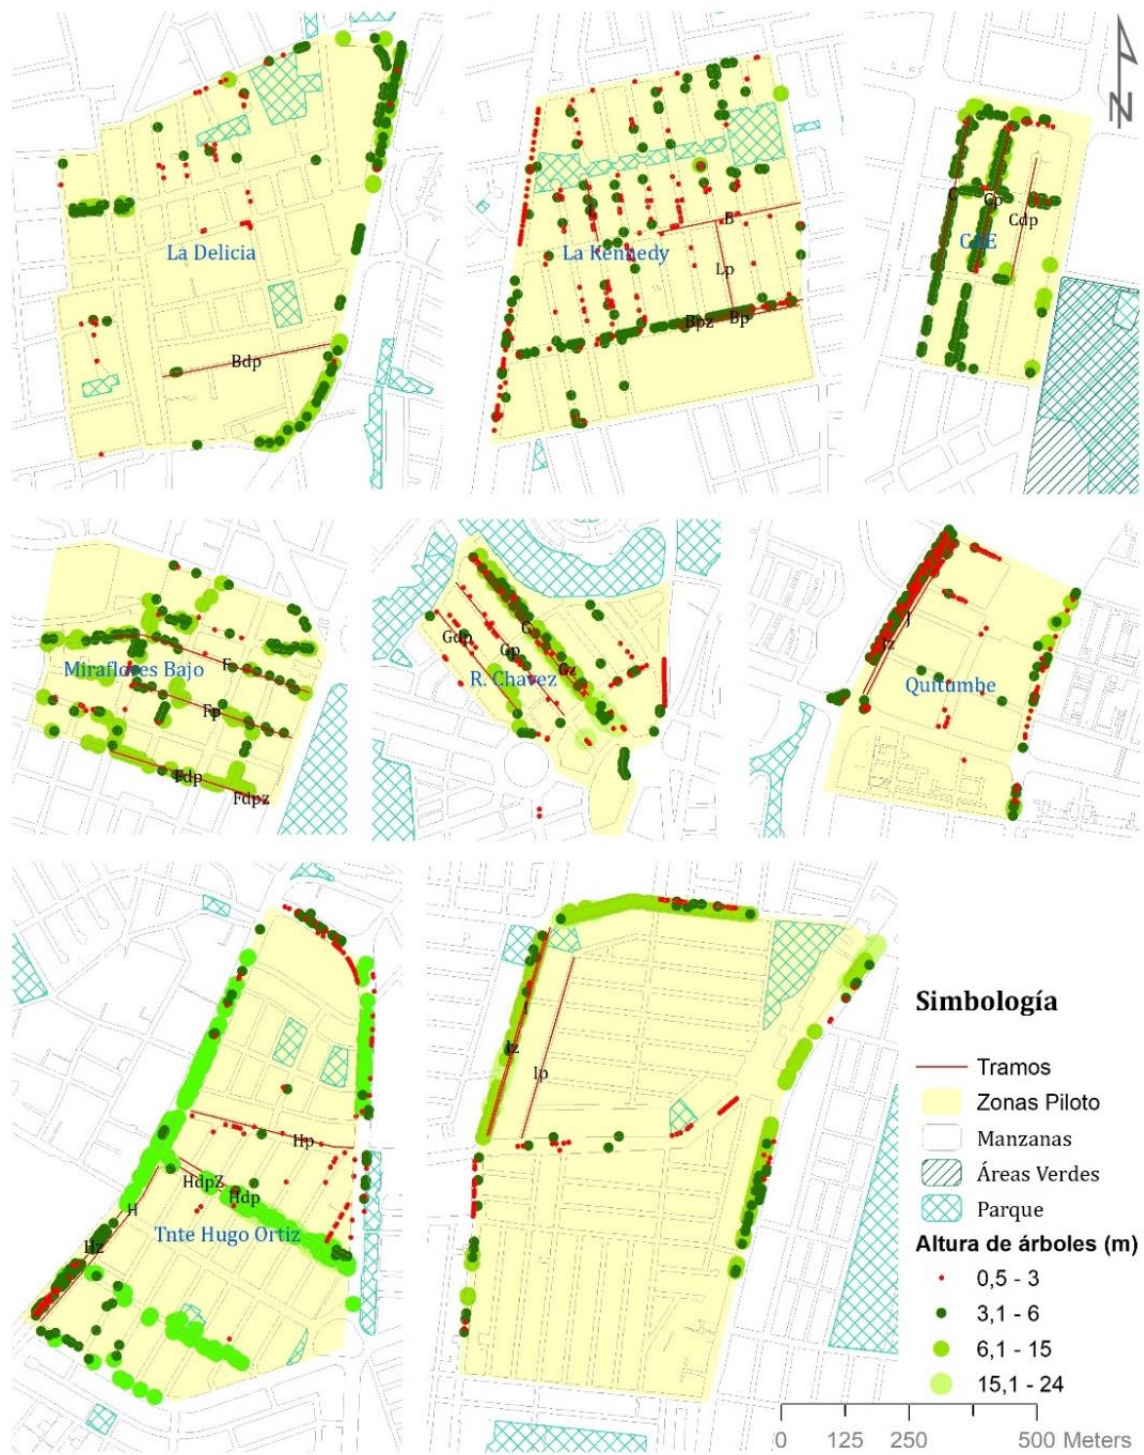 N
La Delicia
Bdp
La Kennedy
B
Lp
Bpz
Bp
C
Cp
Cdp
CAE
Miraflores Bajo
F
Fp
Fdp
FdpZ
Gdp
G
Gp
Gz
R. Chavez
J
Jz
Quitumbe
Hp
HdpZ
Hdp
H
Tnte Hugo Ortiz
Hz
I
Iz
Ip
Simbología
Tramos
Zonas Piloto
Manzanas
Áreas Verdes
Parque
Altura de árboles (m)
0,5 - 3
3,1 - 6
6,1 - 15
15,1 - 24
0 125 250 500 Meters